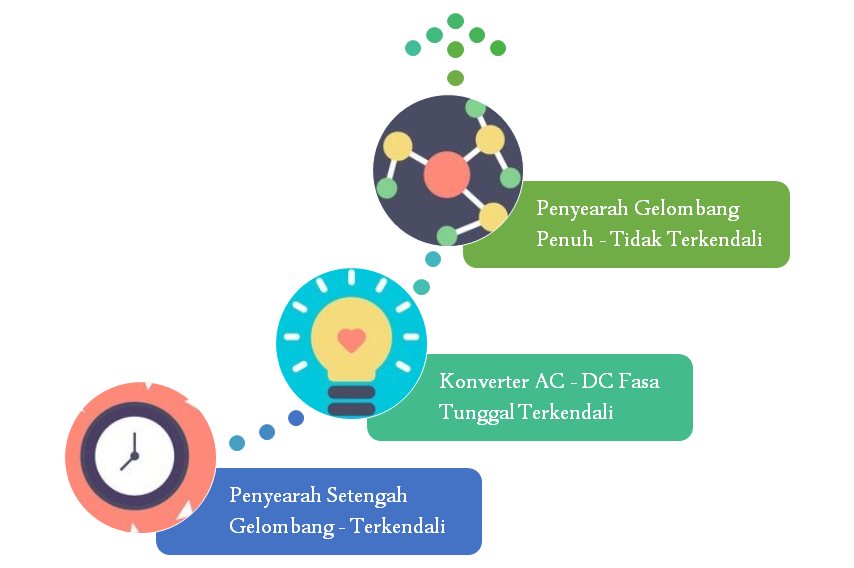 Penyearah Gelombang
Penuh - Tidak Terkendali
Konverter AC - DC Fasa
Tunggal Terkendali
Penyearah Setengah
Gelombang - Terkendali